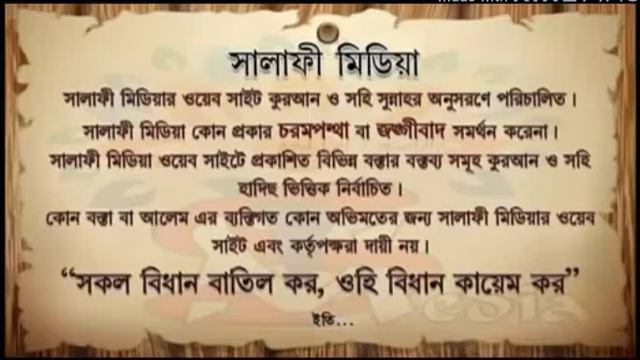 সালাফী মিডিয়া
সালাফী মিডিয়ার ওয়েব সাইট কুরআন ও সহি সুন্নাহর অনুসরণে পরিচালিত।
সালাফী মিডিয়া কোন প্রকার চরমপন্থা বা জঙ্গীবাদ সমর্থন করেনা।
সালাফী মিডিয়া ওয়েব সাইটে প্রকাশিত বিভিন্ন বক্তার বক্তব্য সমূহ কুরআন ও সহি
হাদিছ ভিত্তিক নির্বাচিত।
কোন বক্তা বা আলেম এর ব্যক্তিগত কোন অভিমতের জন্য সালাফী মিডিয়ার ওয়েব
সাইট এবং কর্তৃপক্ষরা দায়ী নয়।
“সকল বিধান বাতিল কর, ওহি বিধান কায়েম কর”
ইতি...